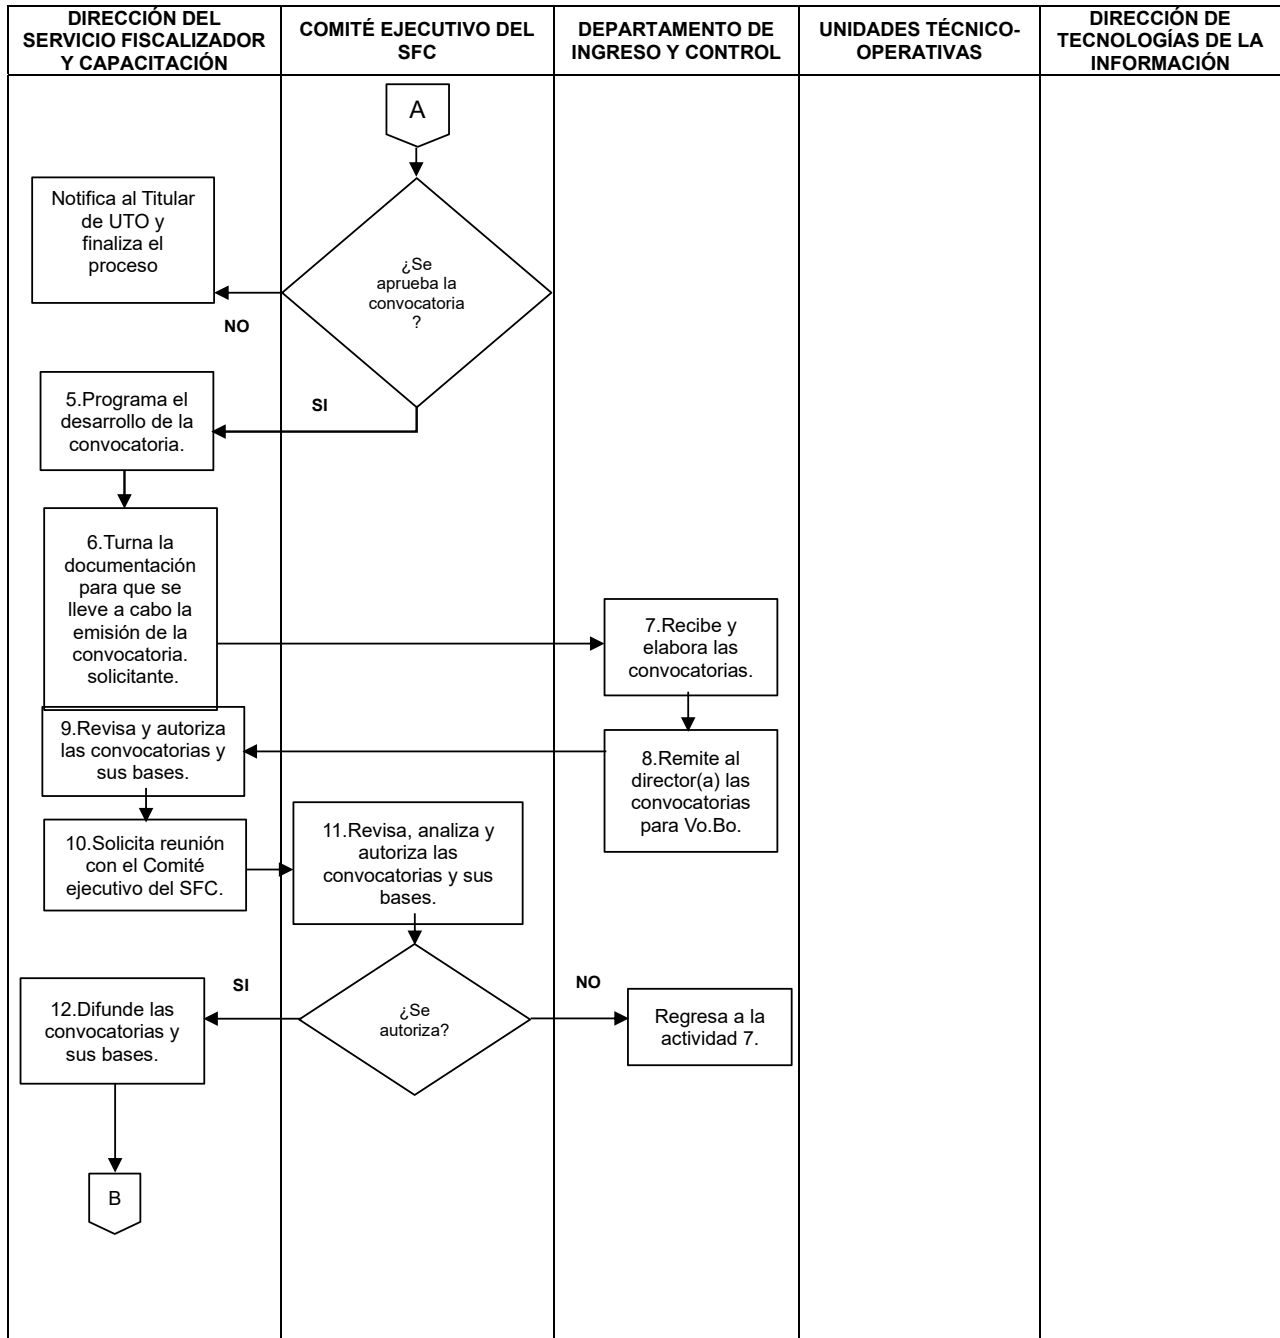 DIRECCIÓN DEL
SERVICIO FISCALIZADOR
Y CAPACITACIÓN
COMITÉ EJECUTIVO DEL
SFC
DEPARTAMENTO DE
INGRESO Y CONTROL
UNIDADES TÉCNICO-
OPERATIVAS
DIRECCIÓN DE
TECNOLOGÍAS DE LA
INFORMACIÓN
A
Notifica al Titular
de UTO y
finaliza el
proceso
¿Se
aprueba la
convocatoria
?
NO
SI
5.Programa el
desarrollo de la
convocatoria.
6.Turna la
documentación
para que se
lleve a cabo la
emisión de la
convocatoria.
solicitante.
7.Recibe y
elabora las
convocatorias.
8.Remite al
director(a) las
convocatorias
para Vo.Bo.
9.Revisa y autoriza
las convocatorias y
sus bases.
10.Solicita reunión
con el Comité
ejecutivo del SFC.
11.Revisa, analiza y
autoriza las
convocatorias y sus
bases.
¿Se
autoriza?
SI
NO
12.Difunde las
convocatorias y
sus bases.
Regresa a la
actividad 7.
B